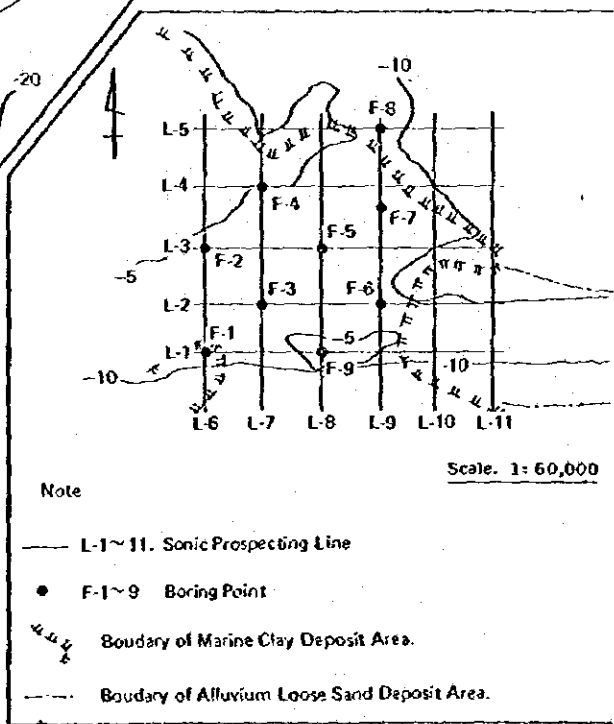 -20
-10
L-5
F-8
L-4
F-4
F-7
L-3
F-5
F-2
-5
L-2
F-3
F-6
F-1
L-1
-5
-10
F-9
-10
L-6 L-7 L-8 L-9 L-10 L-11
Scale. 1: 60,000
Note
L-1~11. Sonic Prospecting Line
F-1~9 Boring Point
Boudary of Marine Clay Deposit Area.
Boudary of Alluvium Loose Sand Deposit Area.